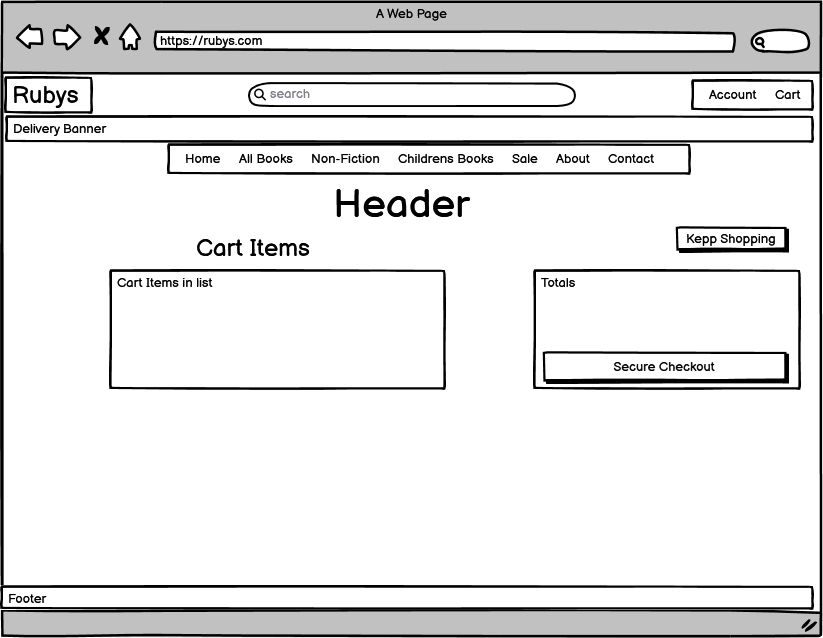 A Web Page
https://rubys.com
Rubys
search
Account Cart
Delivery Banner
Home All Books Non-Fiction Childrens Books Sale About Contact
Header
Kepp Shopping
Cart Items
Cart Items in list
Totals
Secure Checkout
Footer